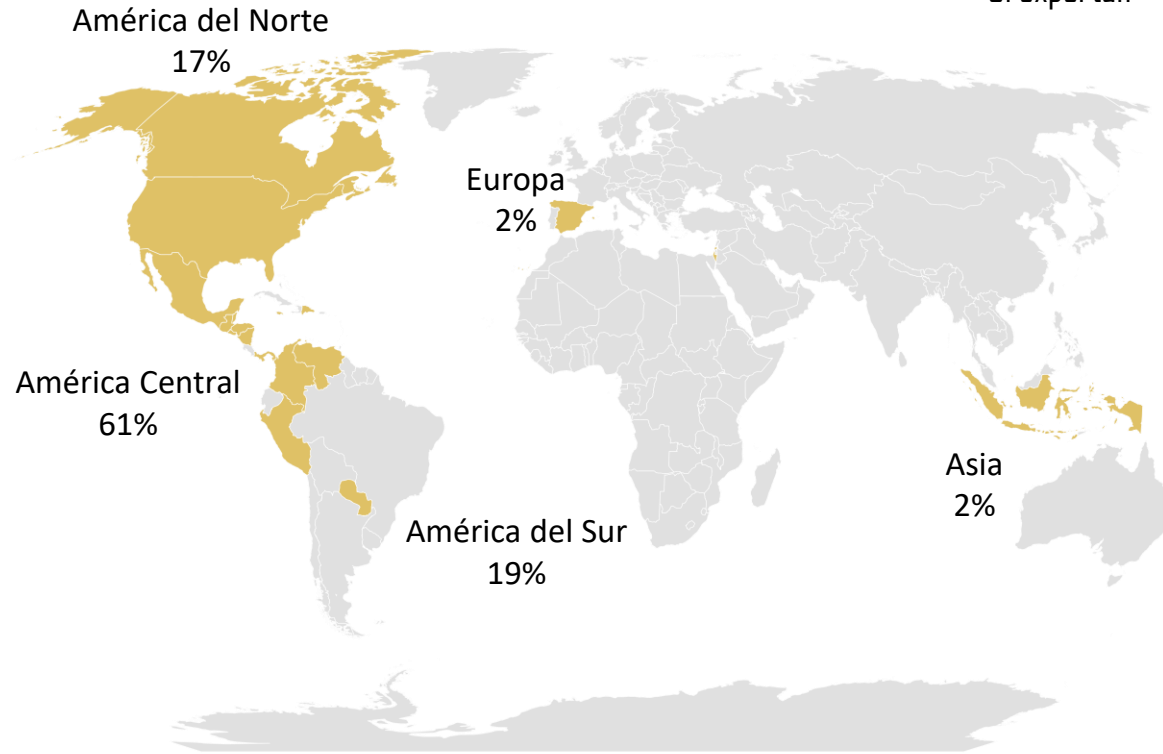 América del Norte
17%
Europa
2%
América Central
61%
Asia
2%
América del Sur
19%